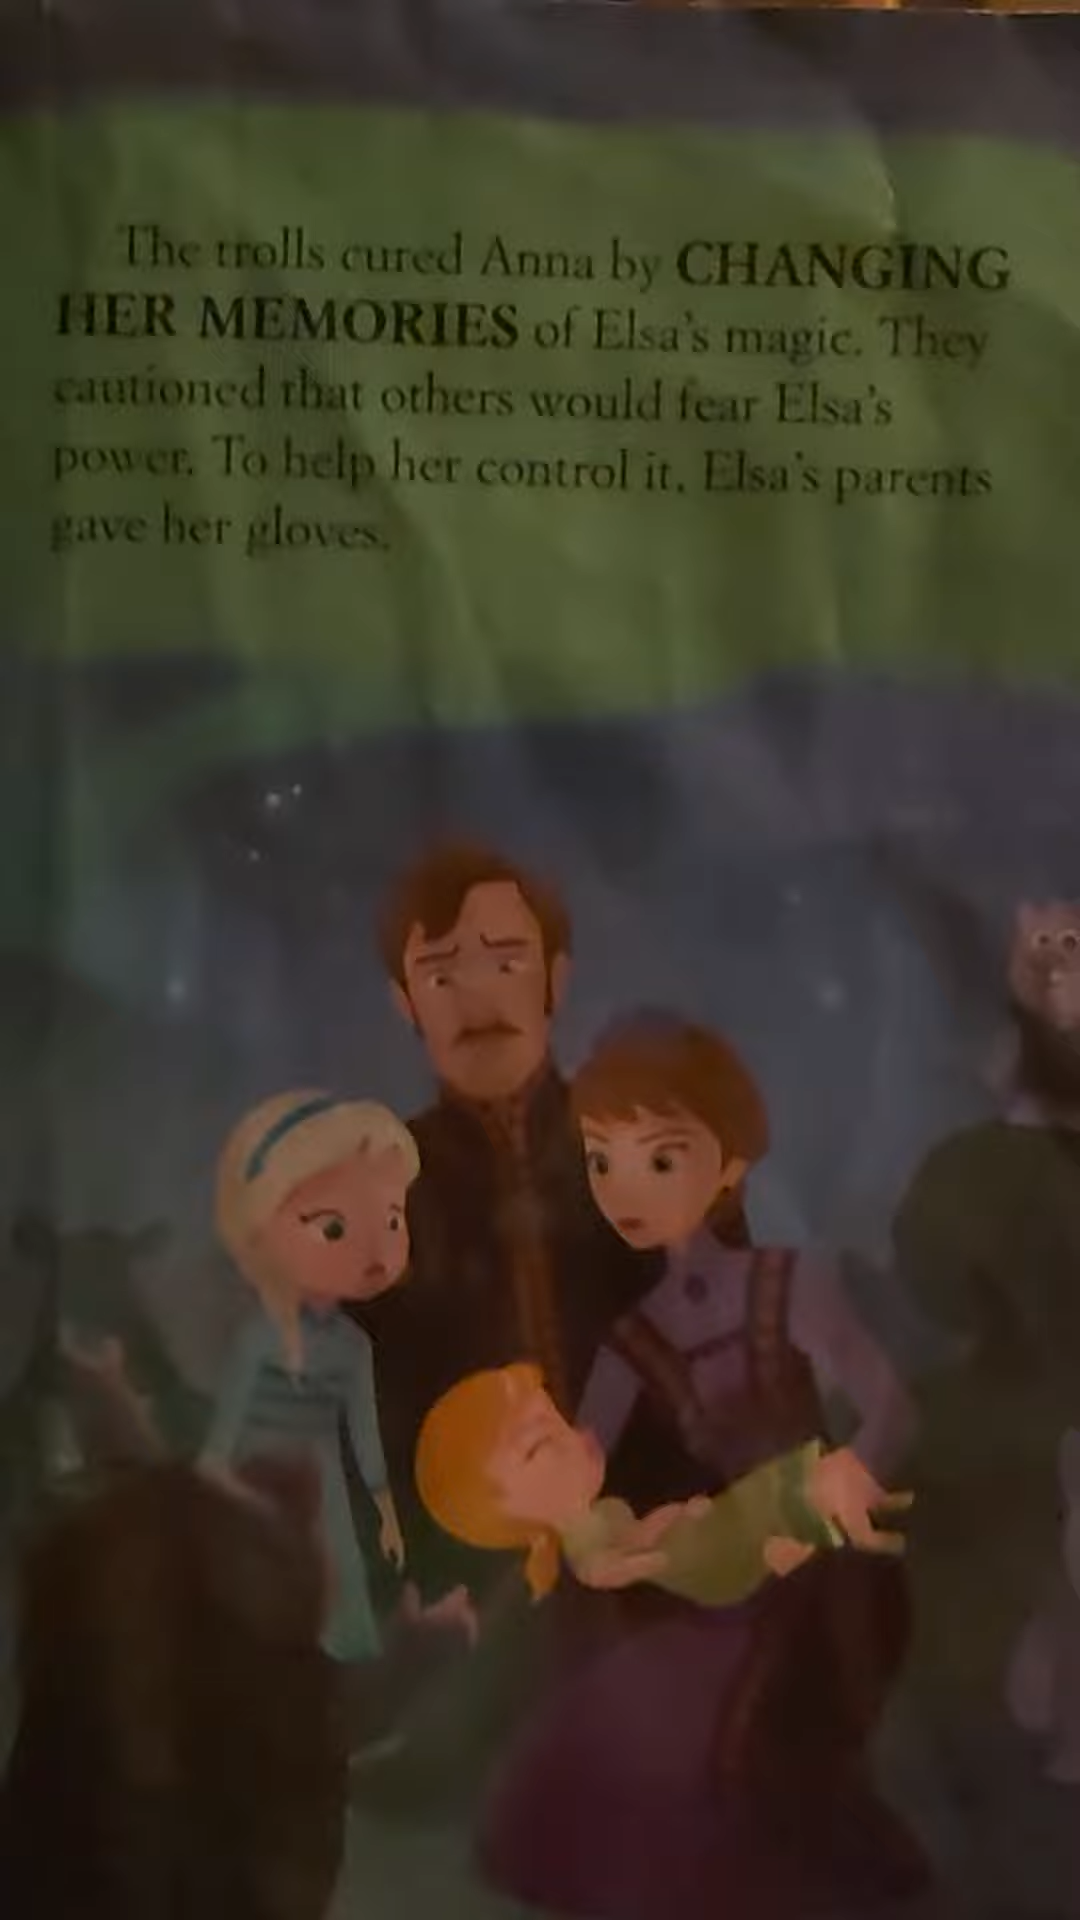 The trolls cured Anna by CHANGING
HER MEMORIES of Elsa's magic. They
cautioned that others would fear Elsa's
power. To help her control it, Elsa's parents
gave her gloves.